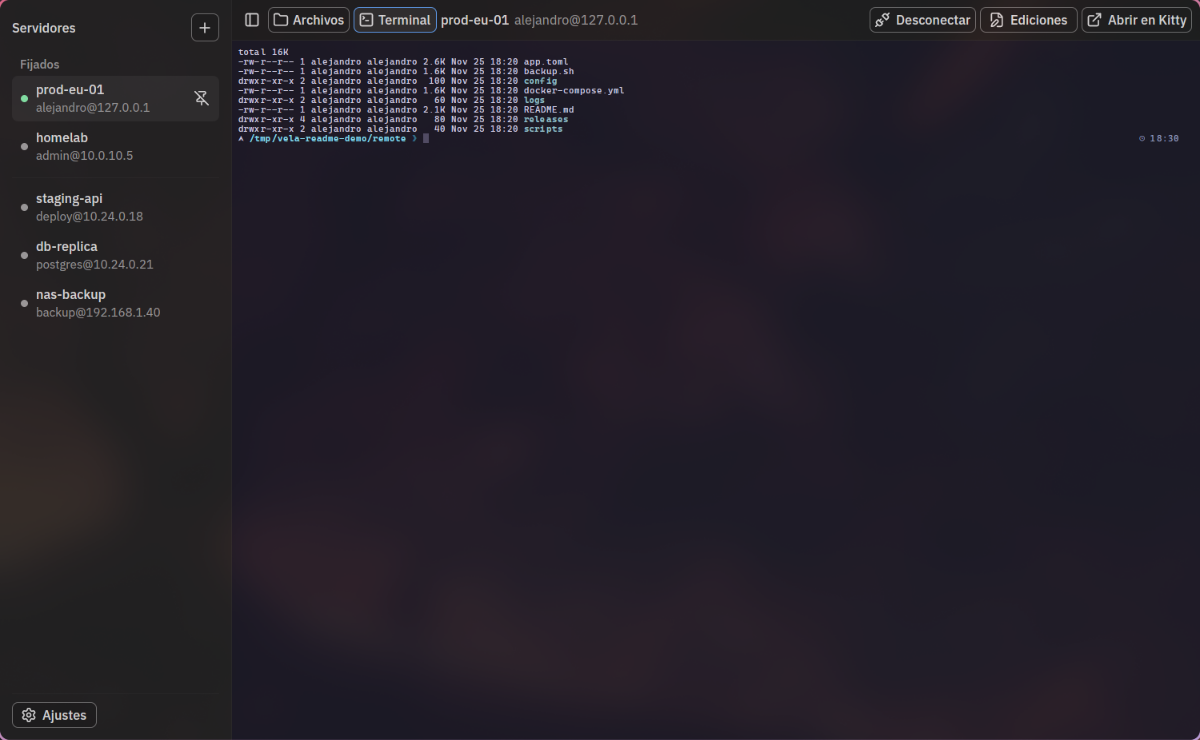 Servidores
Fijados
prod-eu-01
alejandro@127.0.0.1
homelab
admin@10.0.10.5
staging-api
deploy@10.24.0.18
db-replica
postgres@10.24.0.21
nas-backup
backup@192.168.1.40
Ajustes
Archivos Terminal prod-eu-01 alejandro@127.0.0.1 Desconectar Ediciones Abrir en Kitty
total 16K
-rw-r--r-- 1 alejandro alejandro 2.6K Nov 25 18:20 app.toml
-rw-r--r-- 1 alejandro alejandro 1.6K Nov 25 18:20 backup.sh
drwxr-xr-x 2 alejandro alejandro  100 Nov 25 18:20 config
-rw-r--r-- 1 alejandro alejandro 1.6K Nov 25 18:20 docker-compose.yml
drwxr-xr-x 2 alejandro alejandro   60 Nov 25 18:20 logs
-rw-r--r-- 1 alejandro alejandro 2.1K Nov 25 18:20 README.md
drwxr-xr-x 4 alejandro alejandro   80 Nov 25 18:20 releases
drwxr-xr-x 2 alejandro alejandro   40 Nov 25 18:20 scripts
/tmp/vela-readme-demo/remote ❯ 18:30